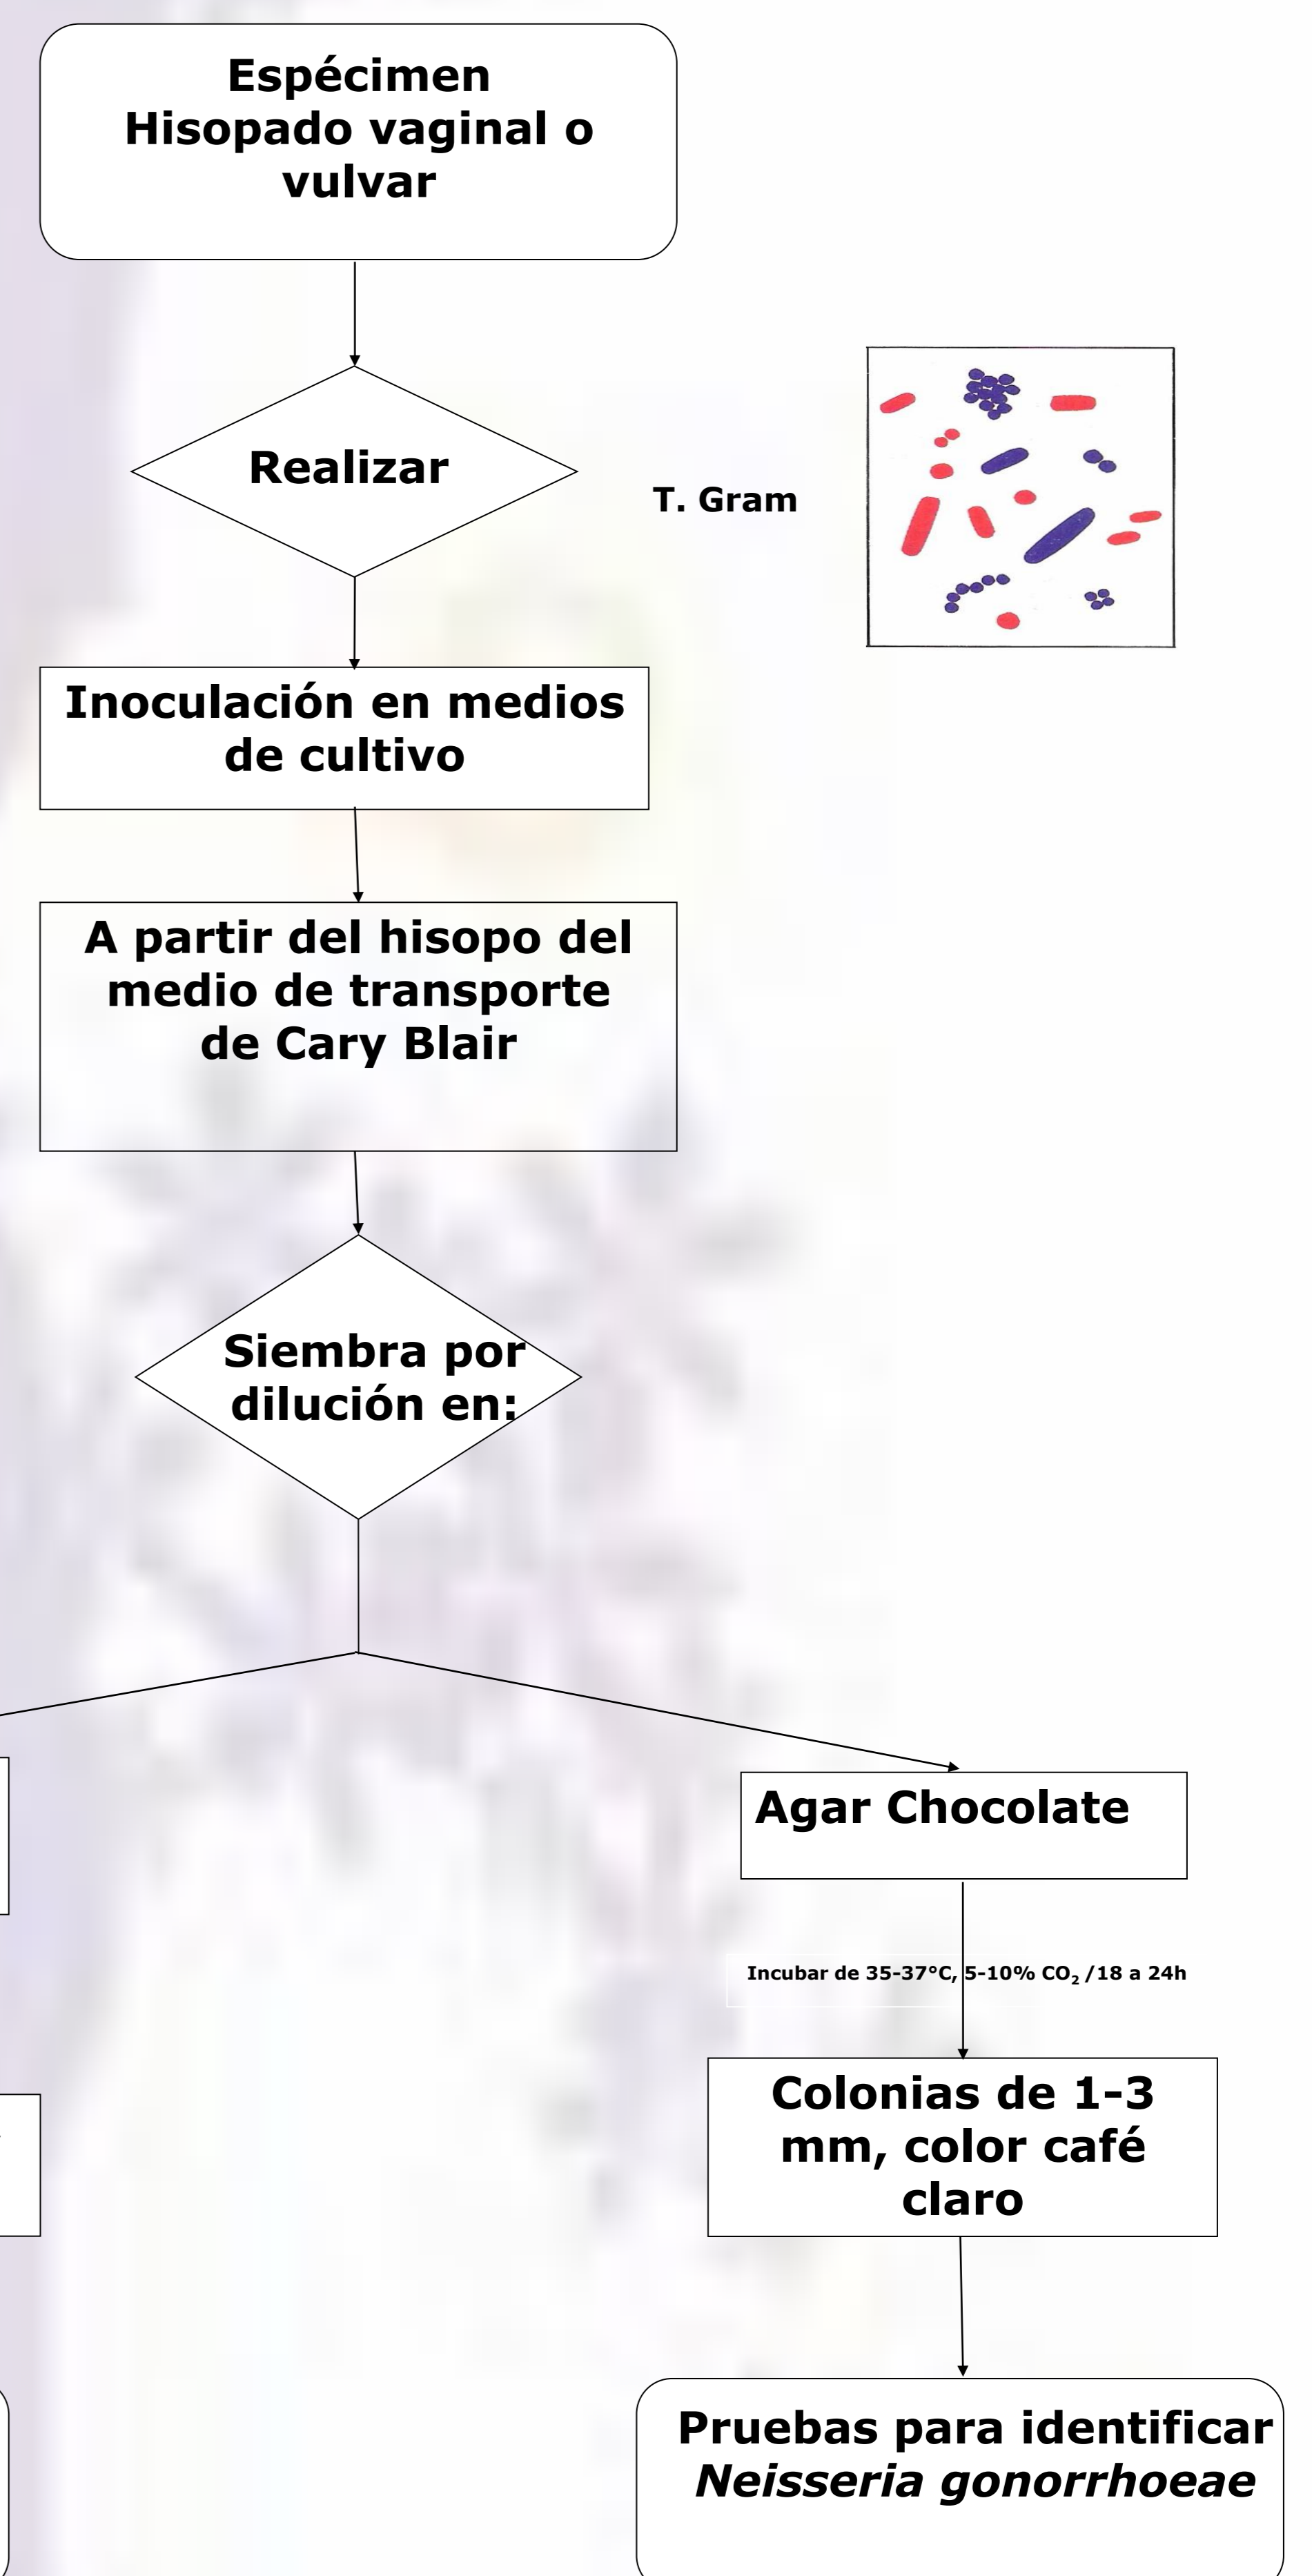 Espécimen
Hisopado vaginal o
vulvar
Realizar
T. Gram
Inoculación en medios
de cultivo
A partir del hisopo del
medio de transporte
de Cary Blair
Siembra por
dilución en:
Agar Chocolate
Incubar de 35-37°C, 5-10% CO₂ /18 a 24h
Colonias de 1-3
mm, color café
claro
Pruebas para identificar
Neisseria gonorrhoeae